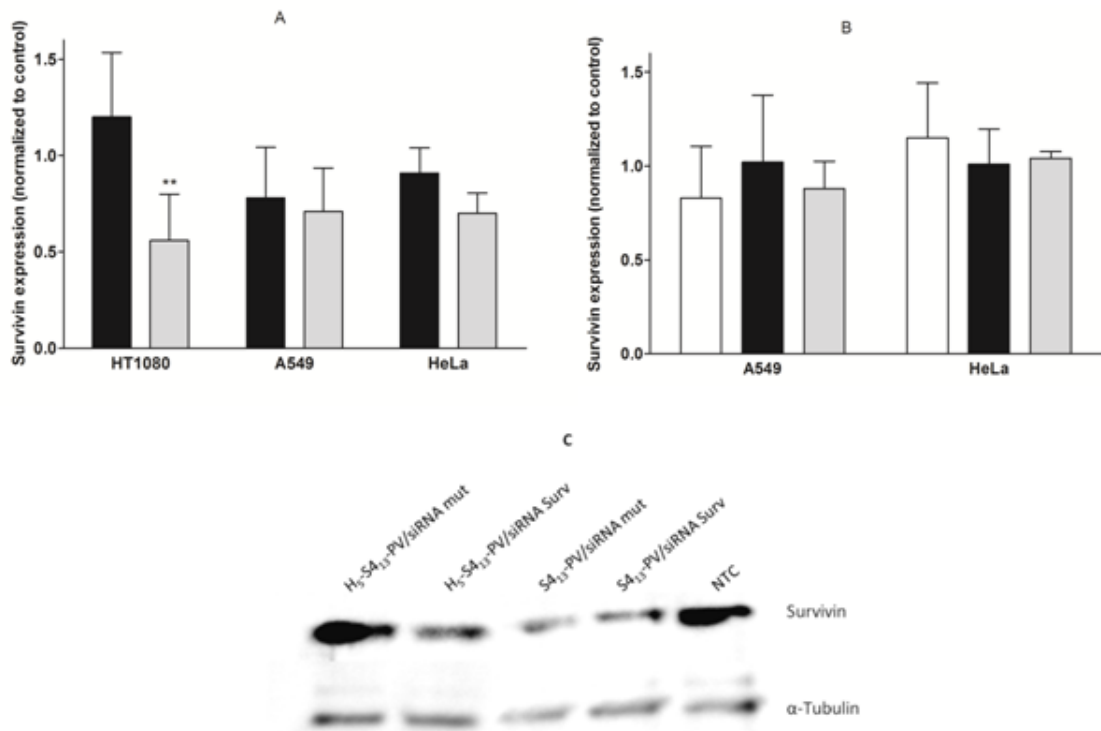 A
Survivin expression (normalized to control)
1.5
1.0
0.5
0.0
HT1080 A549 HeLa
B
Survivin expression (normalized to control)
1.5
1.0
0.5
0.0
A549 HeLa
**
C
H₅-S4₁₃-PV/siRNA mut
H₅-S4₁₃-PV/siRNA Surv
S4₁₃-PV/siRNA mut
S4₁₃-PV/siRNA Surv
NTC
Survivin
α-Tubulin